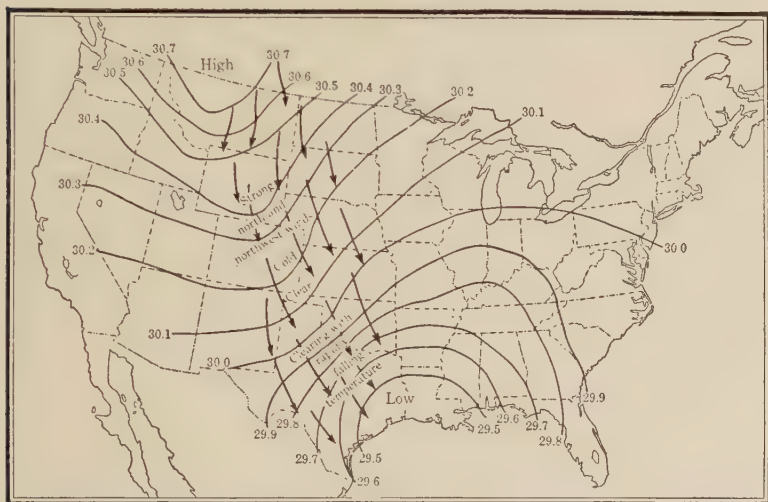 30.7
High
30.7
30.6
30.5
30.6
30.5
30.4
30.3
30.2
30.1
30.4
30.3
30.2
30.1
30.0
30.0
Strong
north and
northwest wind.
Cold
Clear
Clearing with
rapidly
falling
temperature
Low
29.9
29.8
29.7
29.5
29.6
29.5
29.6
29.7
29.8
29.9